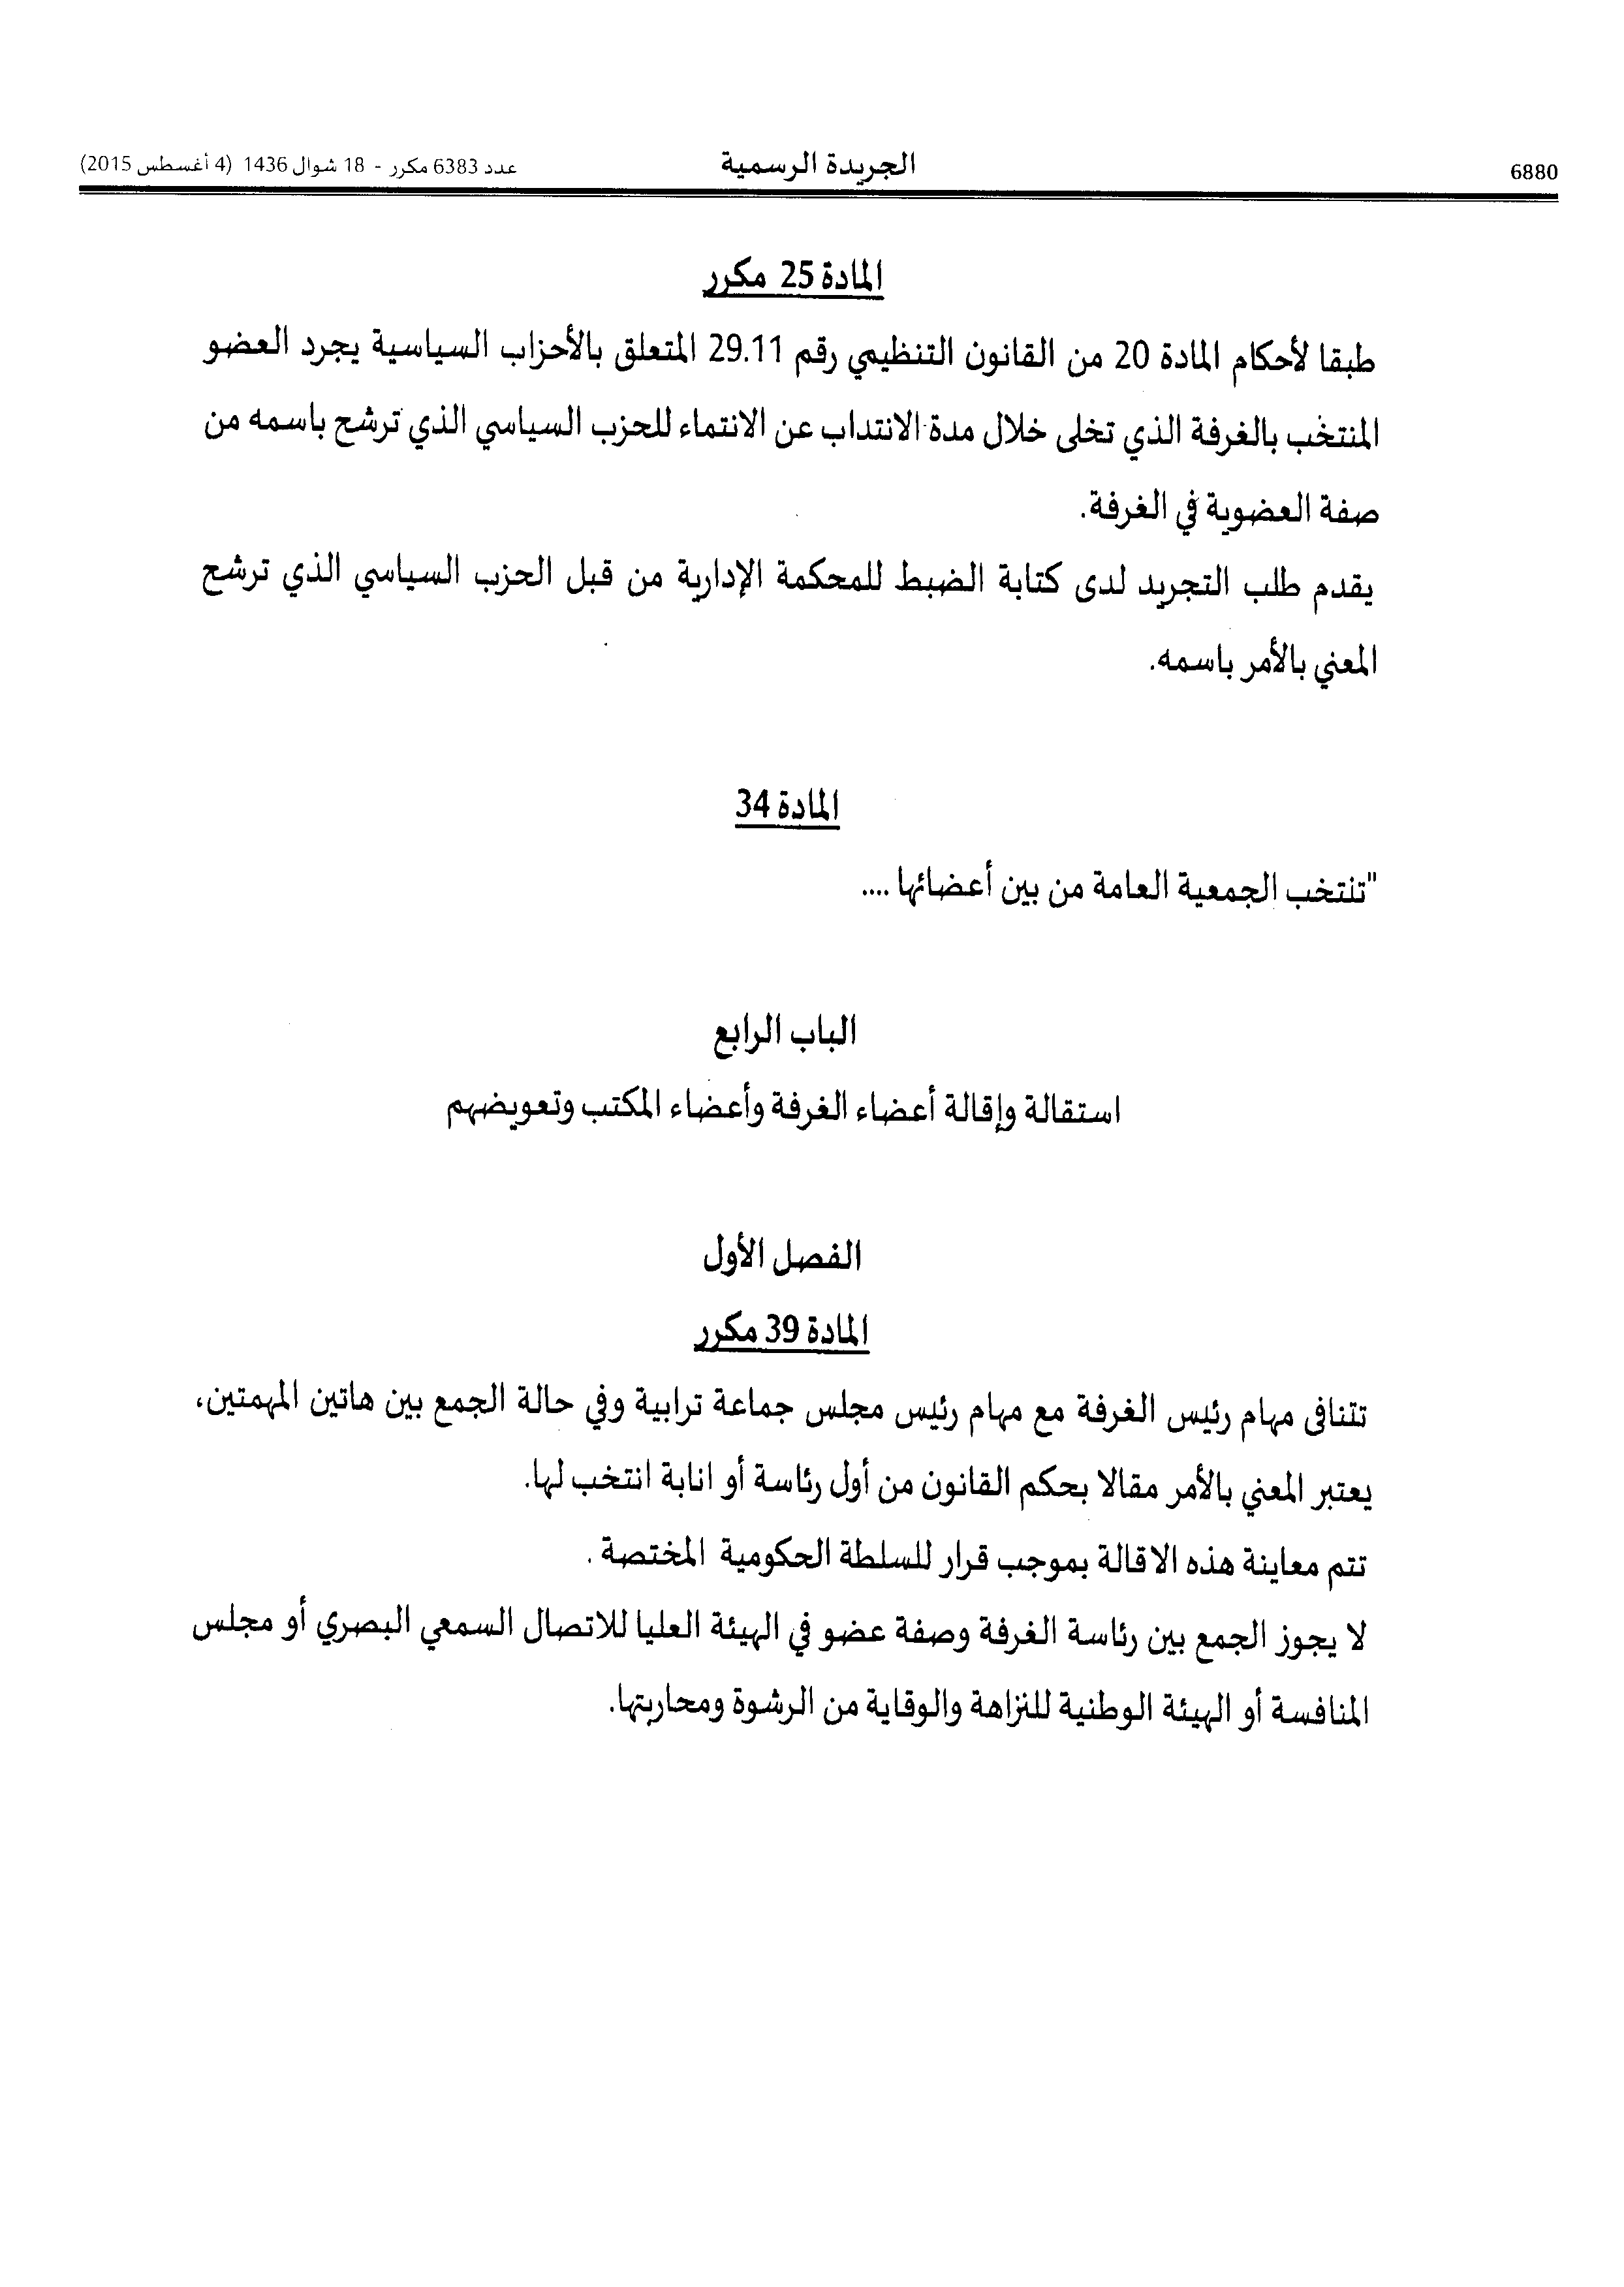 6880
الجريدة الرسمية
عدد 6383 مكرر - 18 شوال 1436 (4 أغسطس 2015)
المادة 25 مكرر
طبقا لأحكام المادة 20 من القانون التنظيمي رقم 29.11 المتعلق بالأحزاب السياسية يجرد العضو
المنتخب بالغرفة الذي تخلى خلال مدة الانتداب عن الانتماء للحزب السياسي الذي ترشح باسمه من
صفة العضوية في الغرفة.
يقدم طلب التجريد لدى كتابة الضبط للمحكمة الإدارية من قبل الحزب السياسي الذي ترشح
المعني بالأمر باسمه.
المادة 34
"تنتخب الجمعية العامة من بين أعضائها ....
الباب الرابع
استقالة وإقالة أعضاء الغرفة وأعضاء المكتب وتعويضهم
الفصل الأول
المادة 39 مكرر
تتنافى مهام رئيس الغرفة مع مهام رئيس مجلس جماعة ترابية وفي حالة الجمع بين هاتين المهمتين،
يعتبر المعني بالأمر مقالا بحكم القانون من أول رئاسة أو انابة انتخب لها.
تتم معاينة هذه الاقالة بموجب قرار للسلطة الحكومية المختصة .
لا يجوز الجمع بين رئاسة الغرفة وصفة عضو في الهيئة العليا للاتصال السمعي البصري أو مجلس
المنافسة أو الهيئة الوطنية للنزاهة والوقاية من الرشوة ومحاربتها.